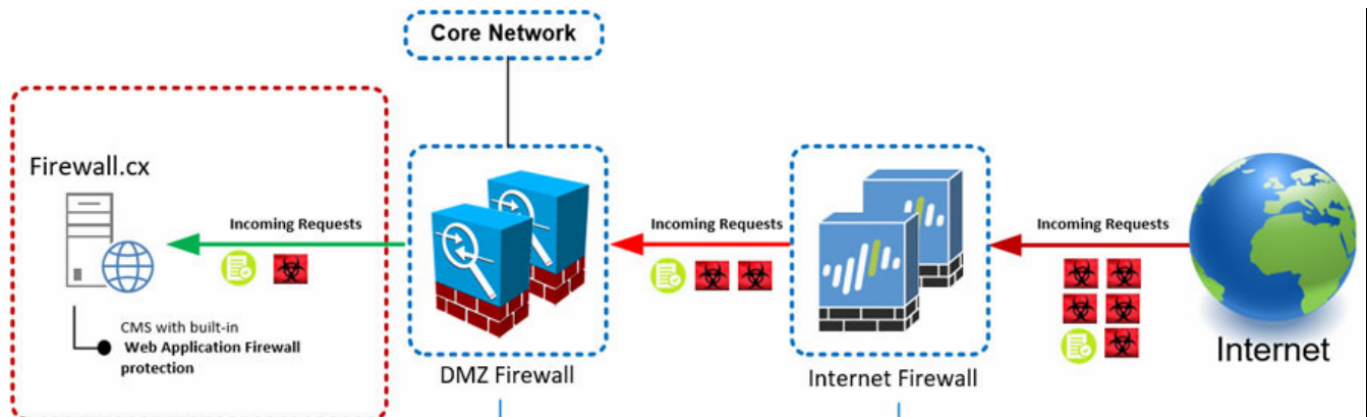 Core Network
Firewall.cx
Incoming Requests
Incoming Requests
Incoming Requests
CMS with built-in
Web Application Firewall
protection
DMZ Firewall
Internet Firewall
Internet